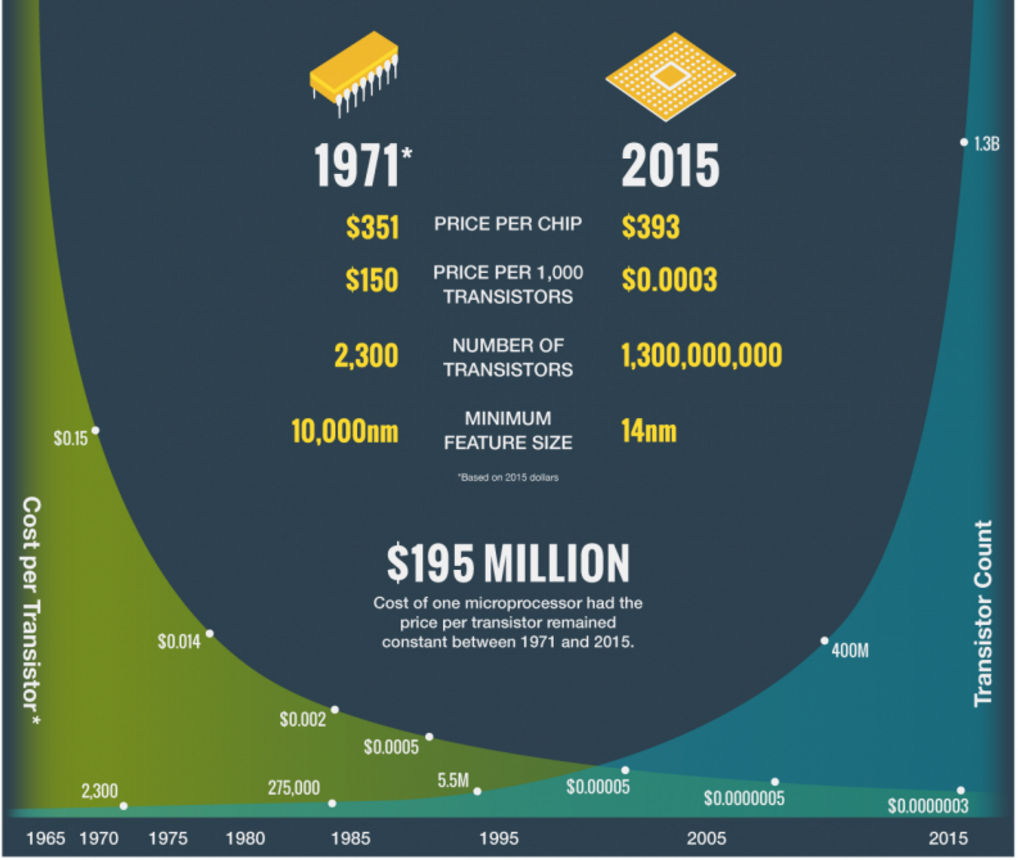 1971*
2015
$351 PRICE PER CHIP $393
$150 PRICE PER 1,000 TRANSISTORS $0.0003
2,300 NUMBER OF TRANSISTORS 1,300,000,000
10,000nm MINIMUM FEATURE SIZE 14nm
*Based on 2015 dollars
$195 MILLION
Cost of one microprocessor had the
price per transistor remained
constant between 1971 and 2015.
Cost per Transistor*
$0.15
$0.014
$0.002
$0.0005
$0.00005
$0.0000005
$0.0000003
Transistor Count
2,300
275,000
5.5M
400M
1.3B
1965 1970 1975 1980 1985 1995 2005 2015